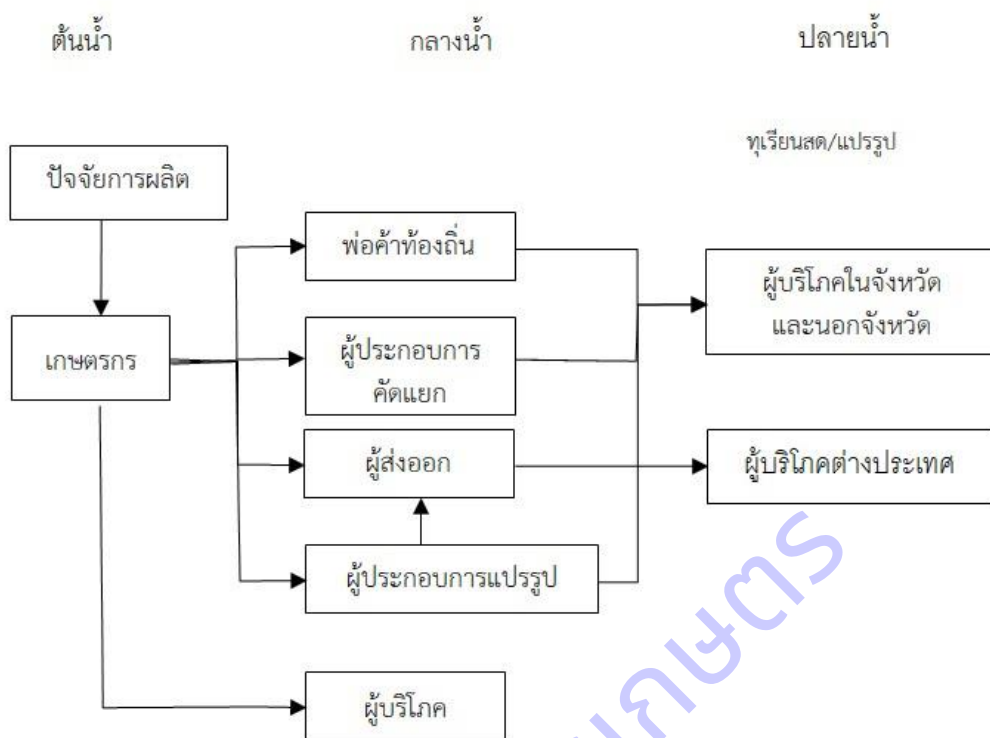 ต้นน้ำ
กลางน้ำ
ปลายน้ำ
ทุเรียนสด/แปรรูป
ปัจจัยการผลิต
พ่อค้าท้องถิ่น
ผู้บริโภคในจังหวัด
และนอกจังหวัด
เกษตรกร
ผู้ประกอบการ
คัดแยก
ผู้ส่งออก
ผู้บริโภคต่างประเทศ
ผู้ประกอบการแปรรูป
ผู้บริโภค